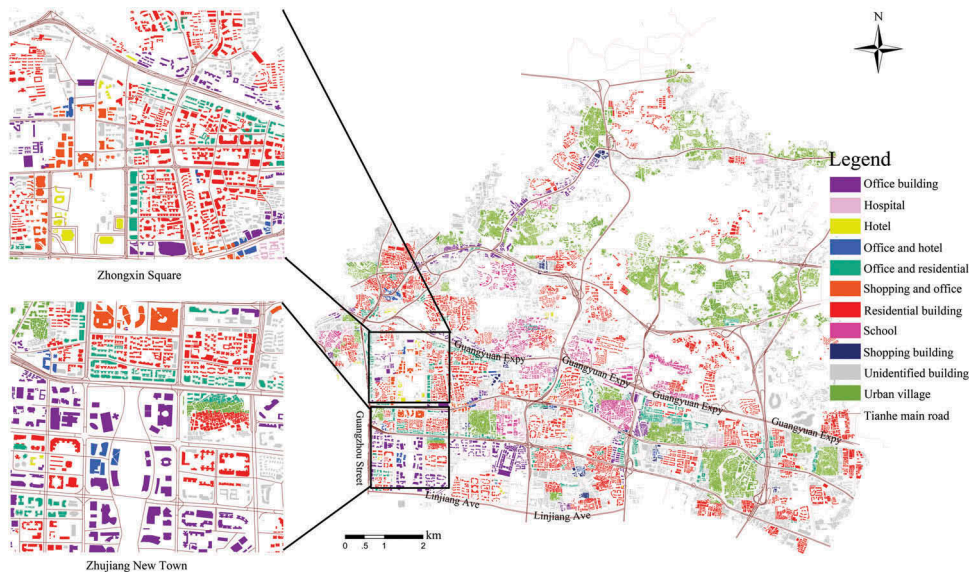 N
Zhongxin Square
Zhujiang New Town
Guangyuan Expy
Guangyuan Expy
Guangyuan Expy
Guangyuan Expy
Guangzhou Street
Linjiang Ave
Linjiang Ave
km
0 .5 1 2
Legend
Office building
Hospital
Hotel
Office and hotel
Office and residential
Shopping and office
Residential building
School
Shopping building
Unidentified building
Urban village
Tianhe main road